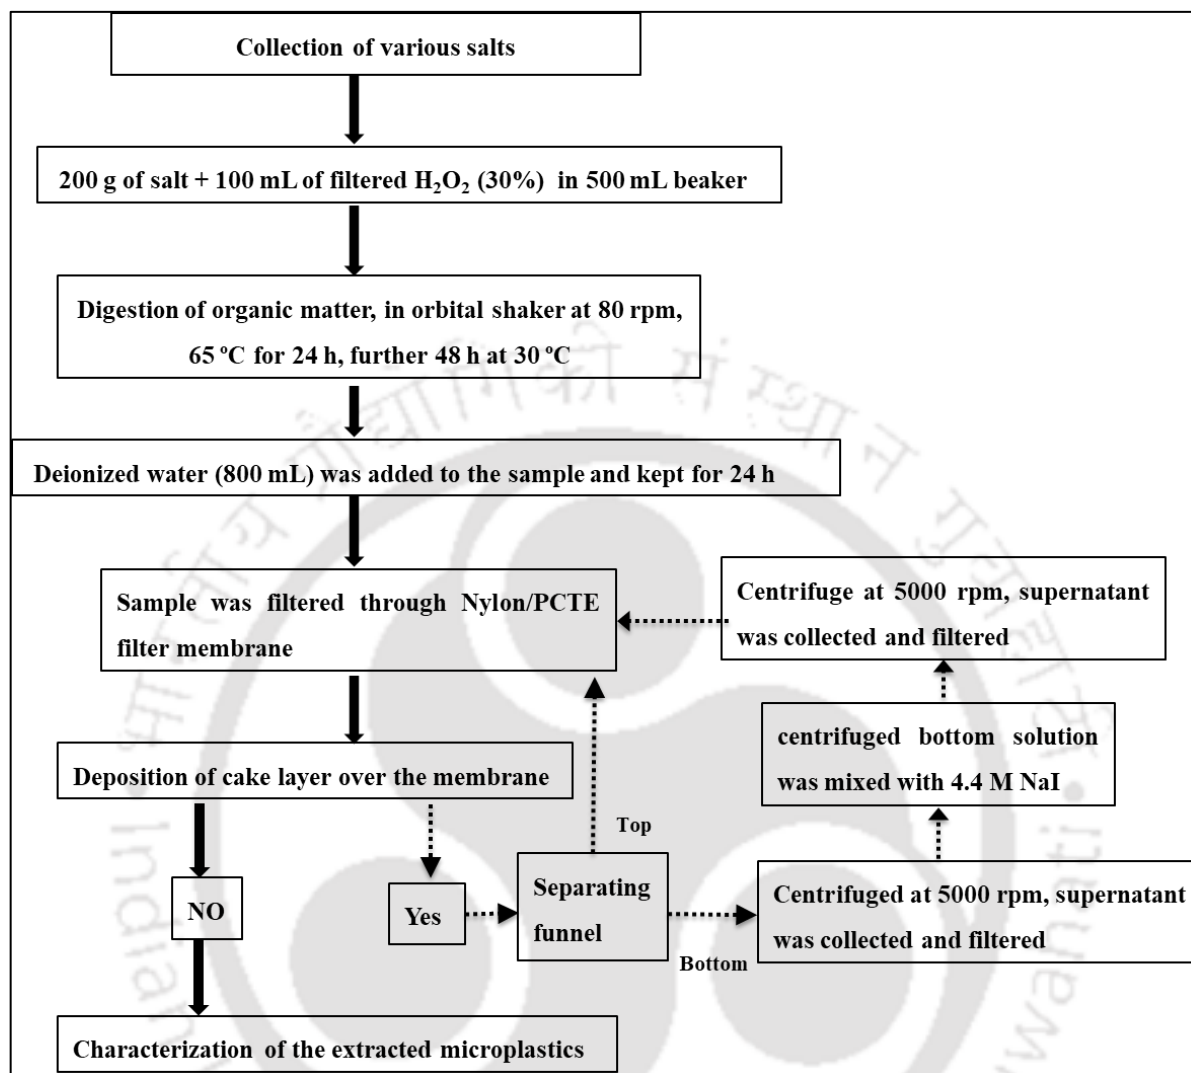 Collection of various salts
200 g of salt + 100 mL of filtered H₂O₂ (30%) in 500 mL beaker
Digestion of organic matter, in orbital shaker at 80 rpm,
65 ºC for 24 h, further 48 h at 30 ºC
Deionized water (800 mL) was added to the sample and kept for 24 h
Sample was filtered through Nylon/PCTE
filter membrane
Centrifuge at 5000 rpm, supernatant
was collected and filtered
centrifuged bottom solution
was mixed with 4.4 M NaI
Deposition of cake layer over the membrane
Top
NO
Yes
Separating
funnel
Bottom
Centrifuged at 5000 rpm, supernatant
was collected and filtered
Characterization of the extracted microplastics
संस्थान
Indian